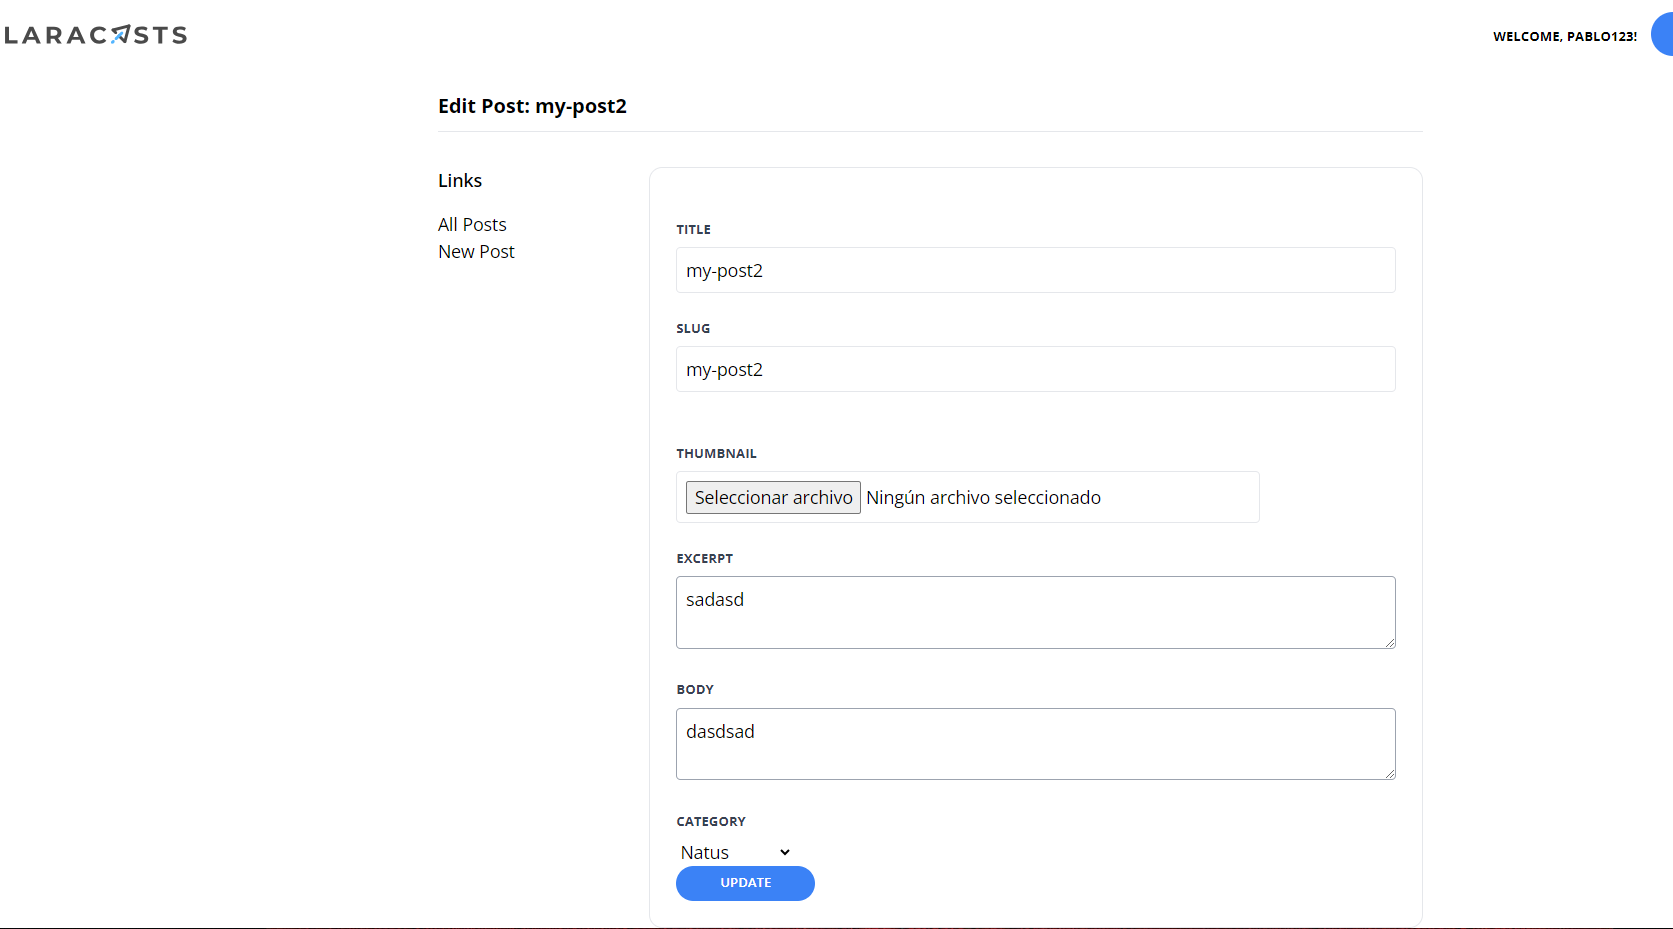 LARACASTS
WELCOME, PABLO123!
Edit Post: my-post2
Links
All Posts
New Post
TITLE
my-post2
SLUG
my-post2
THUMBNAIL
Seleccionar archivo Ningún archivo seleccionado
EXCERPT
sadasd
BODY
dasdsad
CATEGORY
Natus
UPDATE